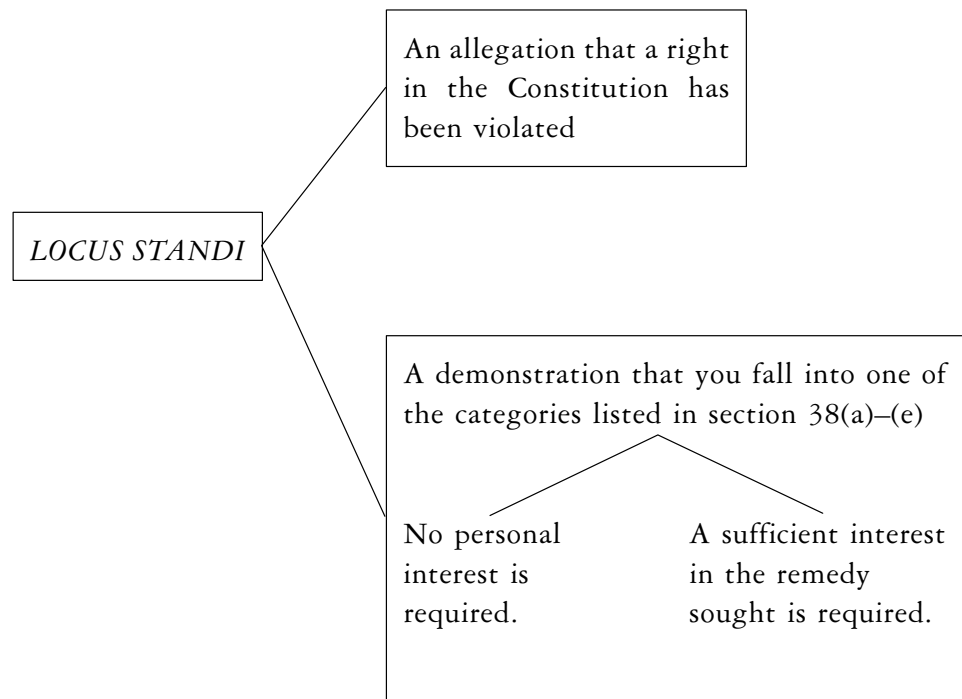 An allegation that a right
in the Constitution has
been violated
LOCUS STANDI
A demonstration that you fall into one of
the categories listed in section 38(a)–(e)
No personal
interest is
required.
A sufficient interest
in the remedy
sought is required.